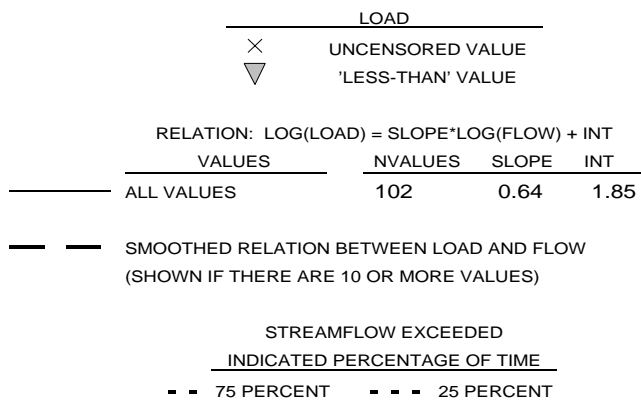 LOAD
UNCENSORED VALUE
'LESS-THAN' VALUE
RELATION: LOG(LOAD) = SLOPE*LOG(FLOW) + INT
VALUES NVALUES SLOPE INT
ALL VALUES 102 0.64 1.85
SMOOTHED RELATION BETWEEN LOAD AND FLOW
(SHOWN IF THERE ARE 10 OR MORE VALUES)
STREAMFLOW EXCEEDED
INDICATED PERCENTAGE OF TIME
75 PERCENT 25 PERCENT